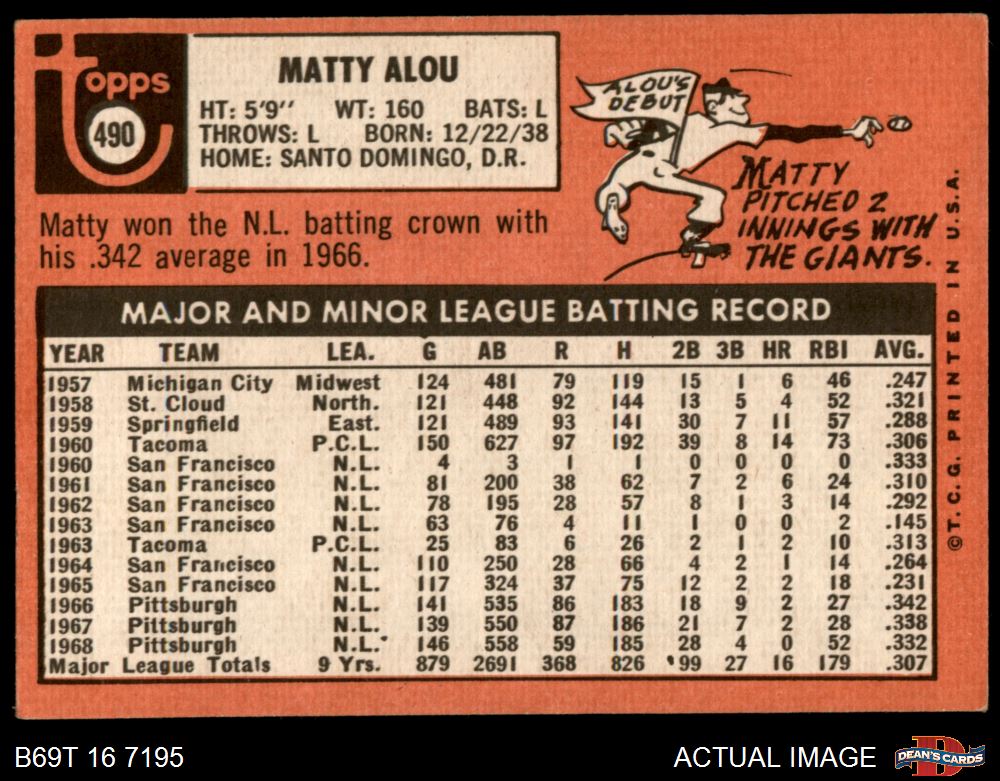 topps
490
MATTY ALOU
HT: 5'9'' WT: 160 BATS: L
THROWS: L BORN: 12/22/38
HOME: SANTO DOMINGO, D.R.
Matty won the N.L. batting crown with
his .342 average in 1966.
ALOU'S
DEBUT
MATTY
PITCHED 2
INNINGS WITH
THE GIANTS.
MAJOR AND MINOR LEAGUE BATTING RECORD
YEAR TEAM LEA. G AB R H 2B 3B HR RBI AVG.
1957 Michigan City Midwest 124 481 79 119 15 1 6 46 .247
1958 St. Cloud North. 121 448 92 144 13 5 4 52 .321
1959 Springfield East. 121 489 93 141 30 7 11 57 .288
1960 Tacoma P.C.L. 150 627 97 192 39 8 14 73 .306
1960 San Francisco N.L. 4 3 1 1 0 0 0 0 .333
1961 San Francisco N.L. 81 200 38 62 7 2 6 24 .310
1962 San Francisco N.L. 78 195 28 57 8 1 3 14 .292
1963 San Francisco N.L. 63 76 4 11 1 0 0 2 .145
1963 Tacoma P.C.L. 25 83 6 26 2 1 2 10 .313
1964 San Francisco N.L. 110 250 28 66 4 2 1 14 .264
1965 San Francisco N.L. 117 324 37 75 12 2 2 18 .231
1966 Pittsburgh N.L. 141 535 86 183 18 9 2 27 .342
1967 Pittsburgh N.L. 139 550 87 186 21 7 2 28 .338
1968 Pittsburgh N.L. 146 558 59 185 28 4 0 52 .332
Major League Totals 9 Yrs. 879 2691 368 826 99 27 16 179 .307
©T.C.G. PRINTED IN U.S.A.
B69T 16 7195
ACTUAL IMAGE
DEAN'S CARDS